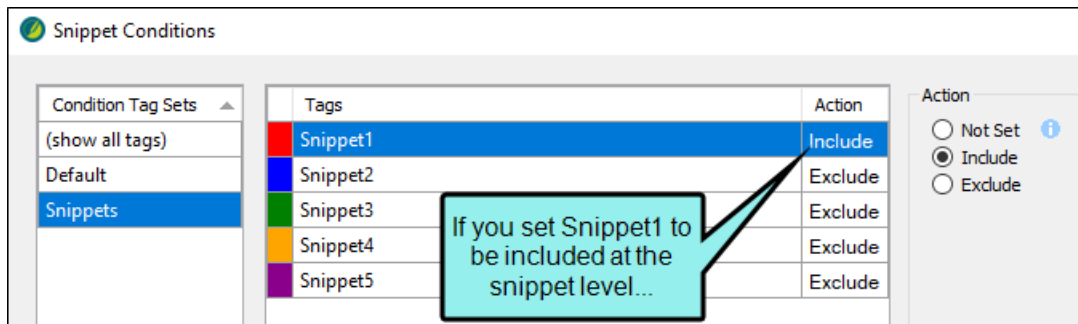 Snippet Conditions
Condition Tag Sets
(show all tags)
Default
Snippets
Tags Action
Snippet1 Include
Snippet2 Exclude
Snippet3 Exclude
Snippet4 Exclude
Snippet5 Exclude
If you set Snippet1 to
be included at the
snippet level...
Action
Not Set
Include
Exclude